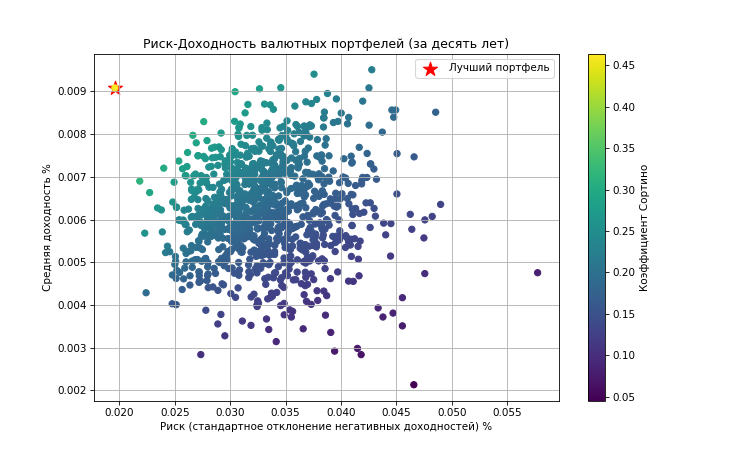 Риск-Доходность валютных портфелей (за десять лет)
Лучший портфель
Средняя доходность %
0.009
0.008
0.007
0.006
0.005
0.004
0.003
0.002
0.020 0.025 0.030 0.035 0.040 0.045 0.050 0.055
Риск (стандартное отклонение негативных доходностей) %
0.45
0.40
0.35
0.30
0.25
0.20
0.15
0.10
0.05
Коэффициент Сортино